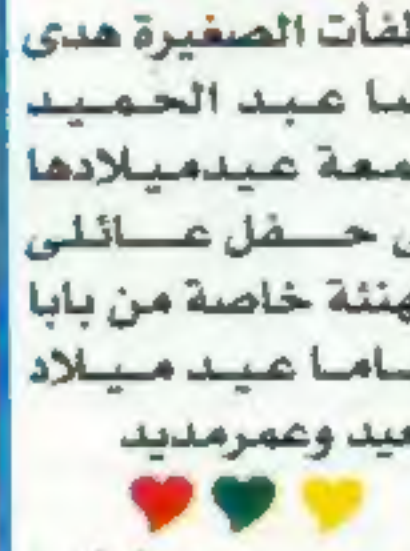 الصغيرة هدى
عبد الحميد
عيدميلادها
حفل عائلى
خاصة من بابا
عيد ميلاد
وعمرمديد